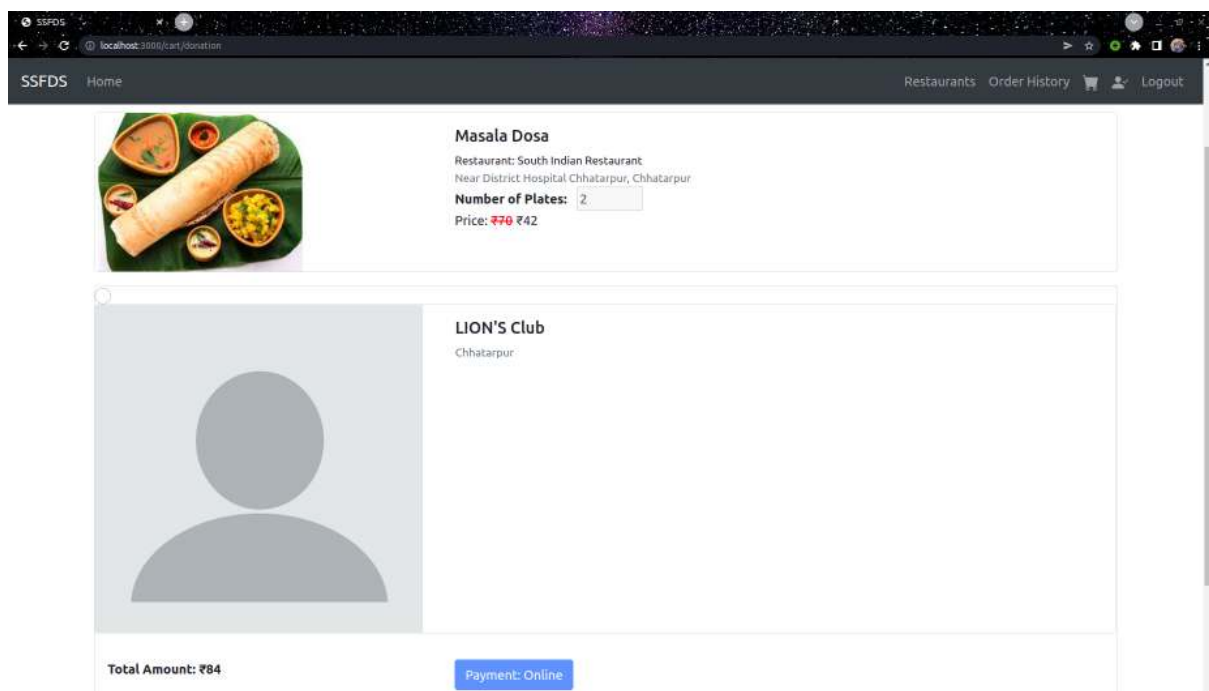 SSFDS
localhost:3000/cart/donation
SSFDS Home Restaurants Order History Logout
Masala Dosa
Restaurant: South Indian Restaurant
Near District Hospital Chhatarpur, Chhatarpur
Number of Plates: 2
Price: ₹70 ₹42
LION'S Club
Chhatarpur
Total Amount: ₹84
Payment: Online